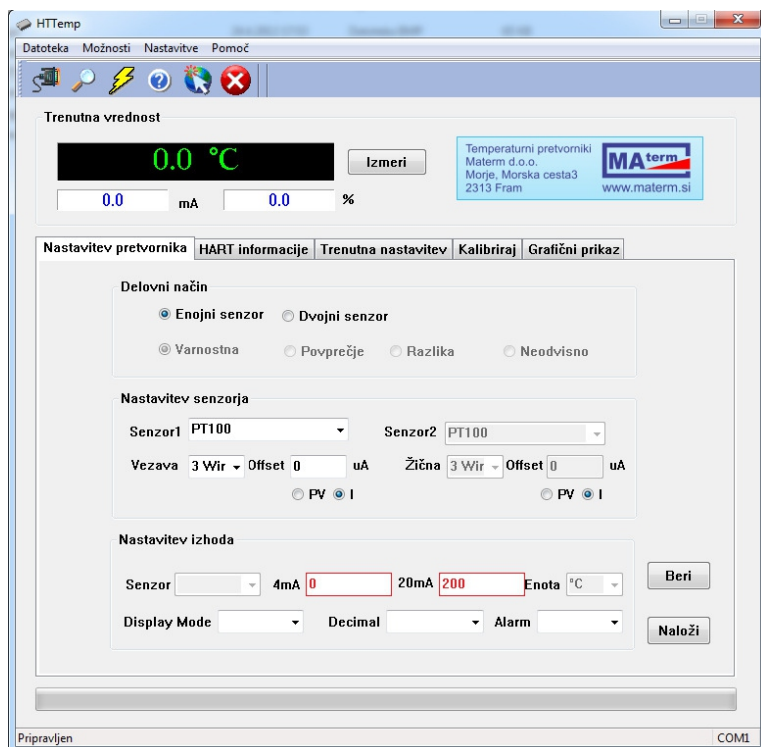 HTTemp
Datoteka Možnosti Nastavitve Pomoč
Trenutna vrednost
0.0 °C
Izmeri
0.0 mA 0.0 %
Temperaturni pretvorniki
Materm d.o.o.
Morje, Morska cesta3
2313 Fram
MAterm
www.materm.si
Nastavitev pretvornika HART informacije Trenutna nastavitev Kalibriraj Grafični prikaz
Delovni način
Enojni senzor Dvojni senzor
Varnostna Povprečje Razlika Neodvisno
Nastavitev senzorja
Senzor1 PT100 Senzor2 PT100
Vezava 3 Wir Offset 0 uA Žična 3 Wir Offset 0 uA
PV I PV I
Nastavitev izhoda
Senzor 4mA 0 20mA 200 Enota °C
Beri
Display Mode Decimal Alarm
Naloži
Pripravljen COM1